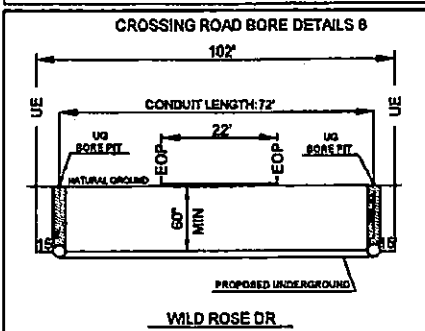 CROSSING ROAD BORE DETAILS 6
102'
UE
UE
CONDUIT LENGTH:72'
UG
BORE PIT
22'
UG
BORE PIT
EOP
EOP
NATURAL GROUND
60"
MIN
15'
15'
PROPOSED UNDERGROUND
WILD ROSE DR